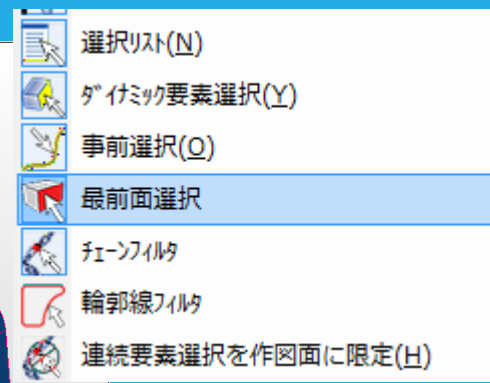 選択ﾘｽﾄ(N)
ﾀﾞｲﾅﾐｯｸ要素選択(Y)
事前選択(O)
最前面選択
ﾁｪｰﾝﾌｨﾙﾀ
輪郭線ﾌｨﾙﾀ
連続要素選択を作図面に限定(H)